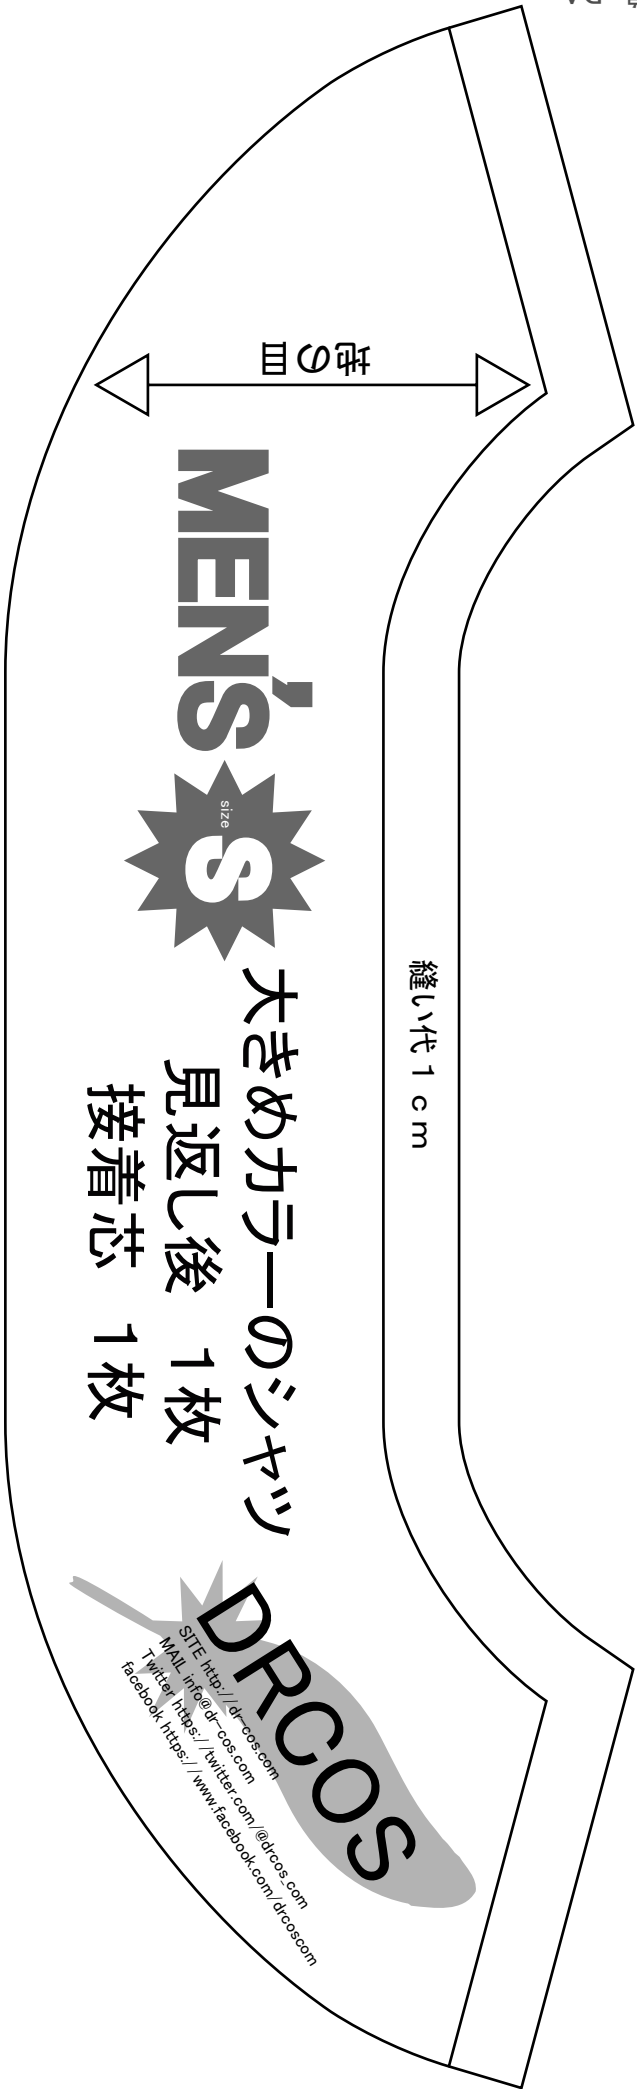 地の目
MEN'S
size
S
大きめカラーのシャツ
見返し後 1枚
接着芯 1枚
縫い代1cm
DRCOS
SITE http://dr-cos.com
MAIL info@dr-cos.com
Twitter https://twitter.com/@drcos_com
facebook https://www.facebook.com/drcoscom